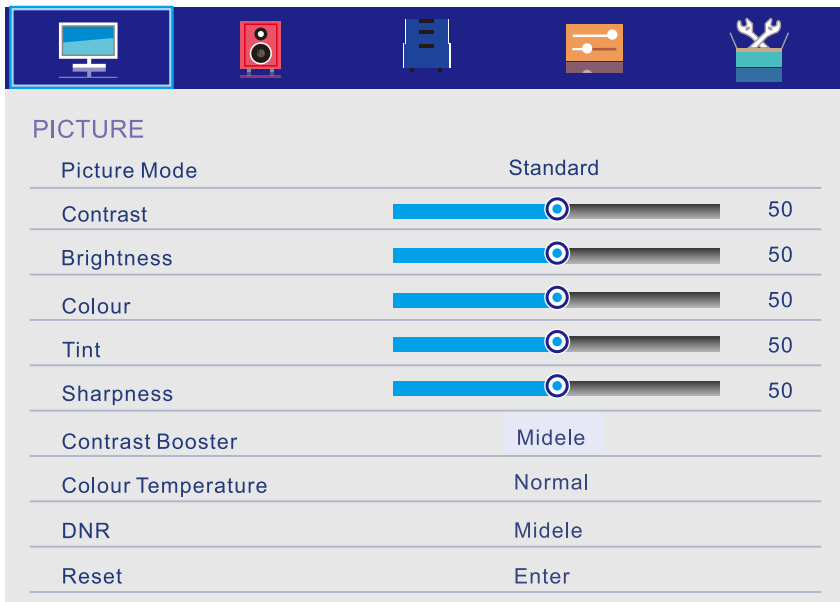 PICTURE
Picture Mode Standard
Contrast 50
Brightness 50
Colour 50
Tint 50
Sharpness 50
Contrast Booster Midele
Colour Temperature Normal
DNR Midele
Reset Enter